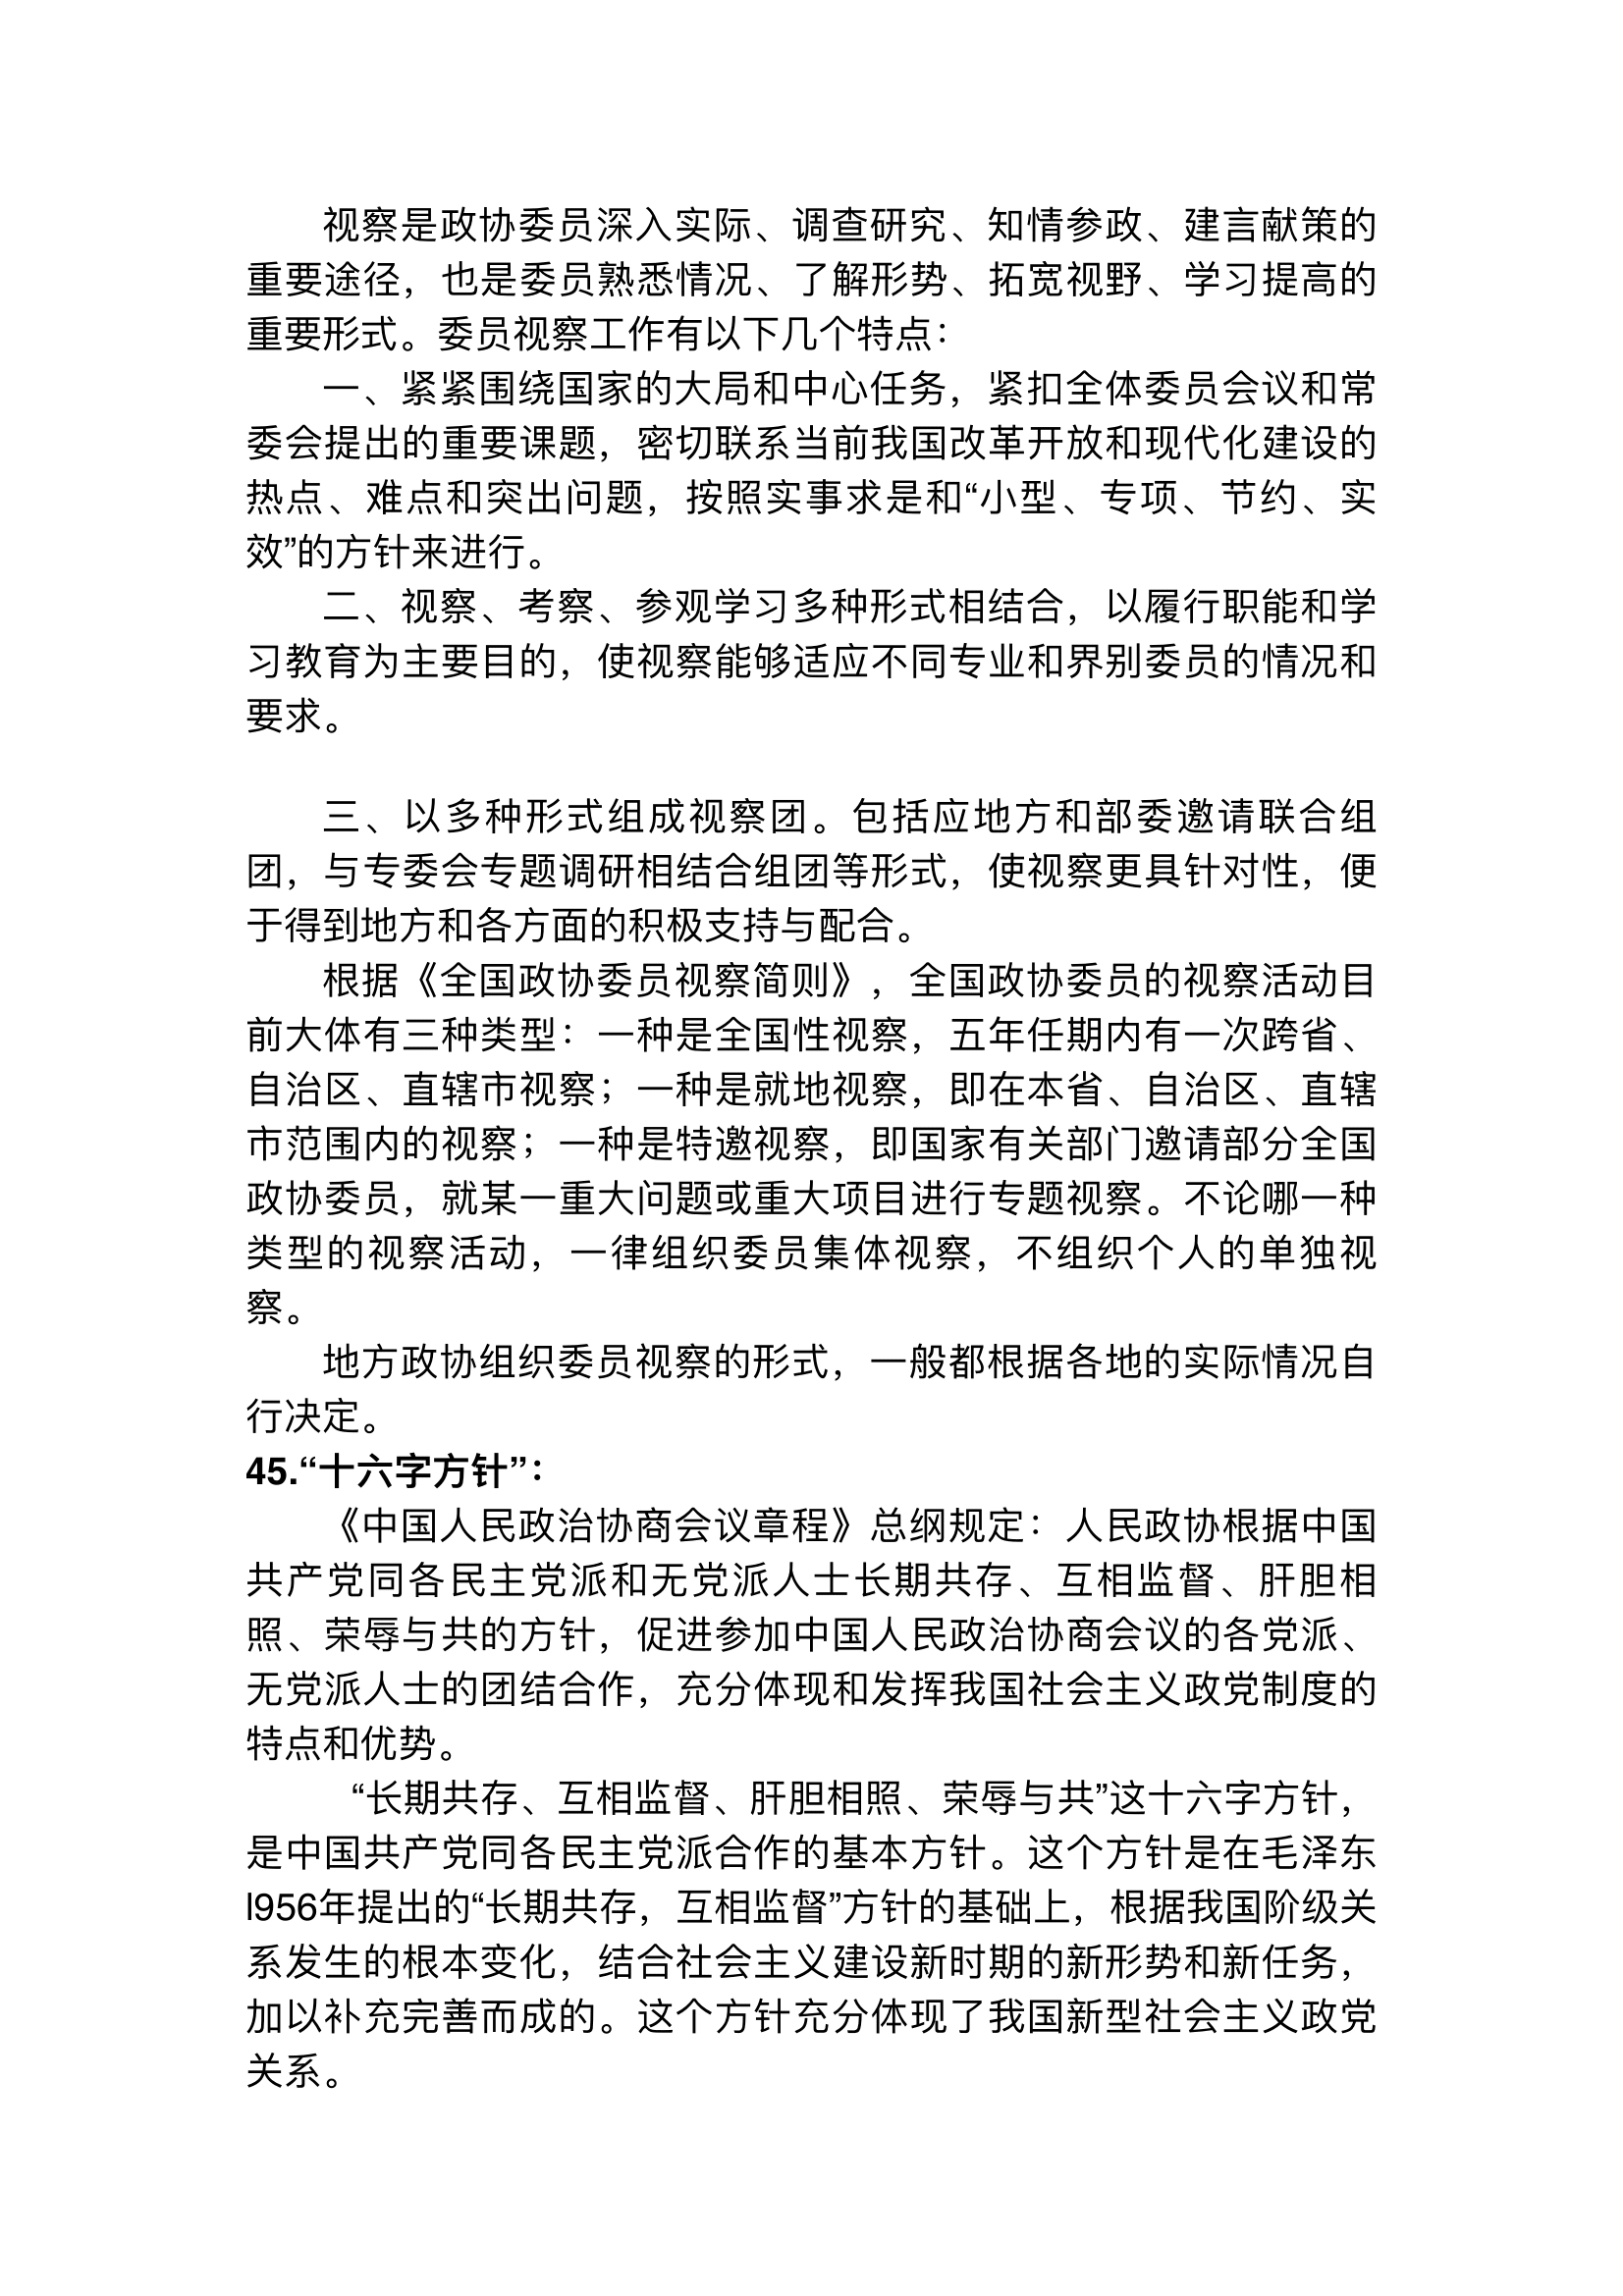 视察是政协委员深入实际、调查研究、知情参政、建言献策的
重要途径，也是委员熟悉情况、了解形势、拓宽视野、学习提高的
重要形式。委员视察工作有以下几个特点：
一、紧紧围绕国家的大局和中心任务，紧扣全体委员会议和常
委会提出的重要课题，密切联系当前我国改革开放和现代化建设的
热点、难点和突出问题，按照实事求是和“小型、专项、节约、实
效”的方针来进行。
二、视察、考察、参观学习多种形式相结合，以履行职能和学
习教育为主要目的，使视察能够适应不同专业和界别委员的情况和
要求。
三、以多种形式组成视察团。包括应地方和部委邀请联合组
团，与专委会专题调研相结合组团等形式，使视察更具针对性，便
于得到地方和各方面的积极支持与配合。
根据《全国政协委员视察简则》，全国政协委员的视察活动目
前大体有三种类型：一种是全国性视察，五年任期内有一次跨省、
自治区、直辖市视察；一种是就地视察，即在本省、自治区、直辖
市范围内的视察；一种是特邀视察，即国家有关部门邀请部分全国
政协委员，就某一重大问题或重大项目进行专题视察。不论哪一种
类型的视察活动，一律组织委员集体视察，不组织个人的单独视
察。
地方政协组织委员视察的形式，一般都根据各地的实际情况自
行决定。
45.“十六字方针”：
《中国人民政治协商会议章程》总纲规定：人民政协根据中国
共产党同各民主党派和无党派人士长期共存、互相监督、肝胆相
照、荣辱与共的方针，促进参加中国人民政治协商会议的各党派、
无党派人士的团结合作，充分体现和发挥我国社会主义政党制度的
特点和优势。
“长期共存、互相监督、肝胆相照、荣辱与共”这十六字方针，
是中国共产党同各民主党派合作的基本方针。这个方针是在毛泽东
l956年提出的“长期共存，互相监督”方针的基础上，根据我国阶级关
系发生的根本变化，结合社会主义建设新时期的新形势和新任务，
加以补充完善而成的。这个方针充分体现了我国新型社会主义政党
关系。